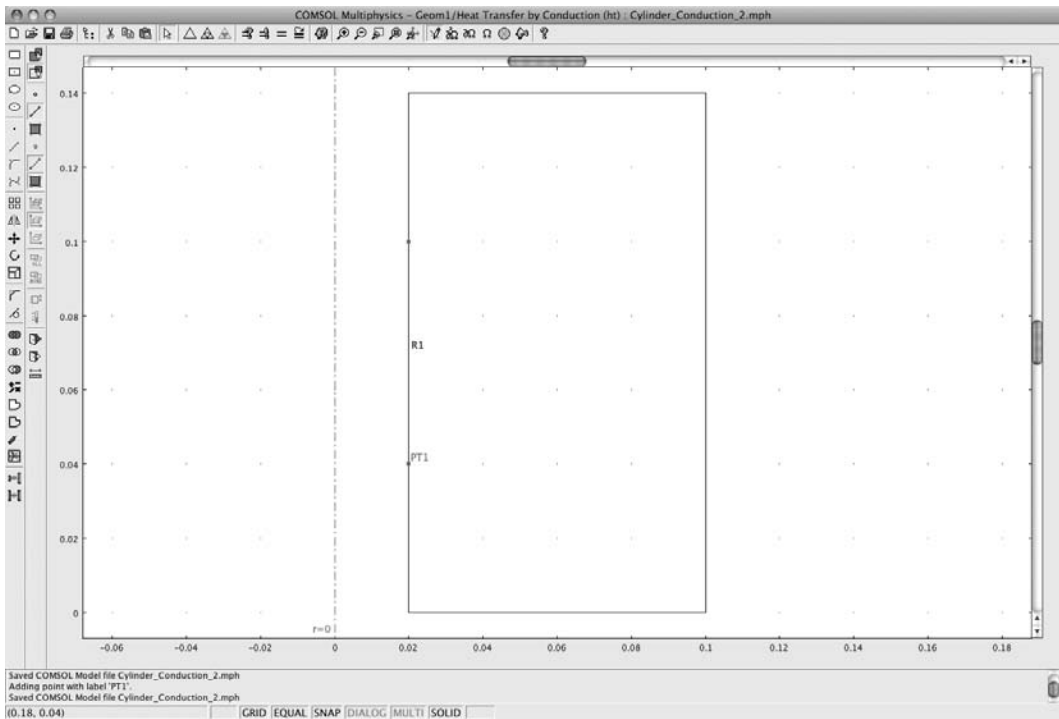 COMSOL Multiphysics - Geom1/Heat Transfer by Conduction (ht) : Cylinder_Conduction_2.mph
0.14
0.12
0.1
R1
0.08
0.06
PT1
0.04
0.02
0
r=0
-0.06 -0.04 -0.02 0 0.02 0.04 0.06 0.08 0.1 0.12 0.14 0.16 0.18
Saved COMSOL Model file Cylinder_Conduction_2.mph
Adding point with label 'PT1'.
Saved COMSOL Model file Cylinder_Conduction_2.mph
(0.18, 0.04) GRID EQUAL SNAP DIALOG MULTI SOLID